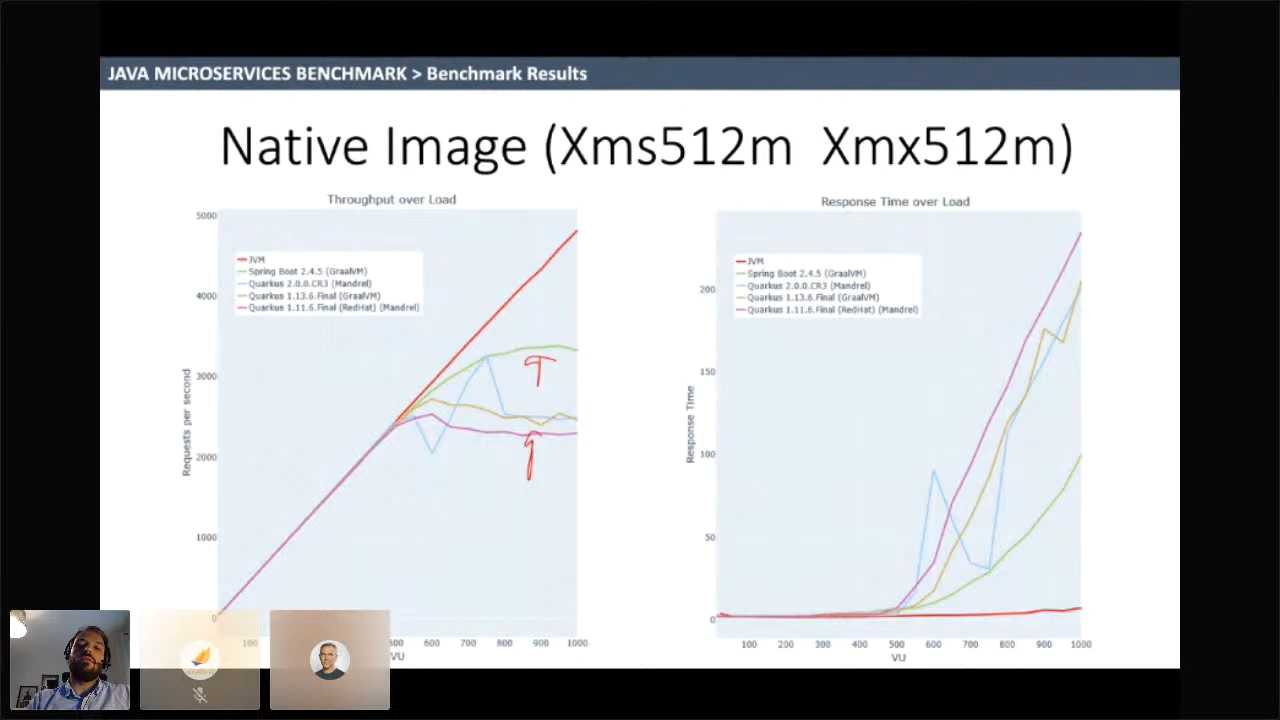 JAVA MICROSERVICES BENCHMARK > Benchmark Results
Native Image (Xms512m Xmx512m)
Throughput over Load
5000
4000
3000
2000
1000
0
Requests per second
JVM
Spring Boot 2.4.5 (GraalVM)
Quarkus 2.0.0.CR3 (Mandrel)
Quarkus 1.13.6.Final (GraalVM)
Quarkus 1.11.6.Final (RedHat) (Mandrel)
100
500
600
700
800
900
1000
VU
Response Time over Load
200
150
100
50
0
Response Time
JVM
Spring Boot 2.4.5 (GraalVM)
Quarkus 2.0.0.CR3 (Mandrel)
Quarkus 1.13.6.Final (GraalVM)
Quarkus 1.11.6.Final (RedHat) (Mandrel)
100
200
300
400
500
600
700
800
900
1000
VU